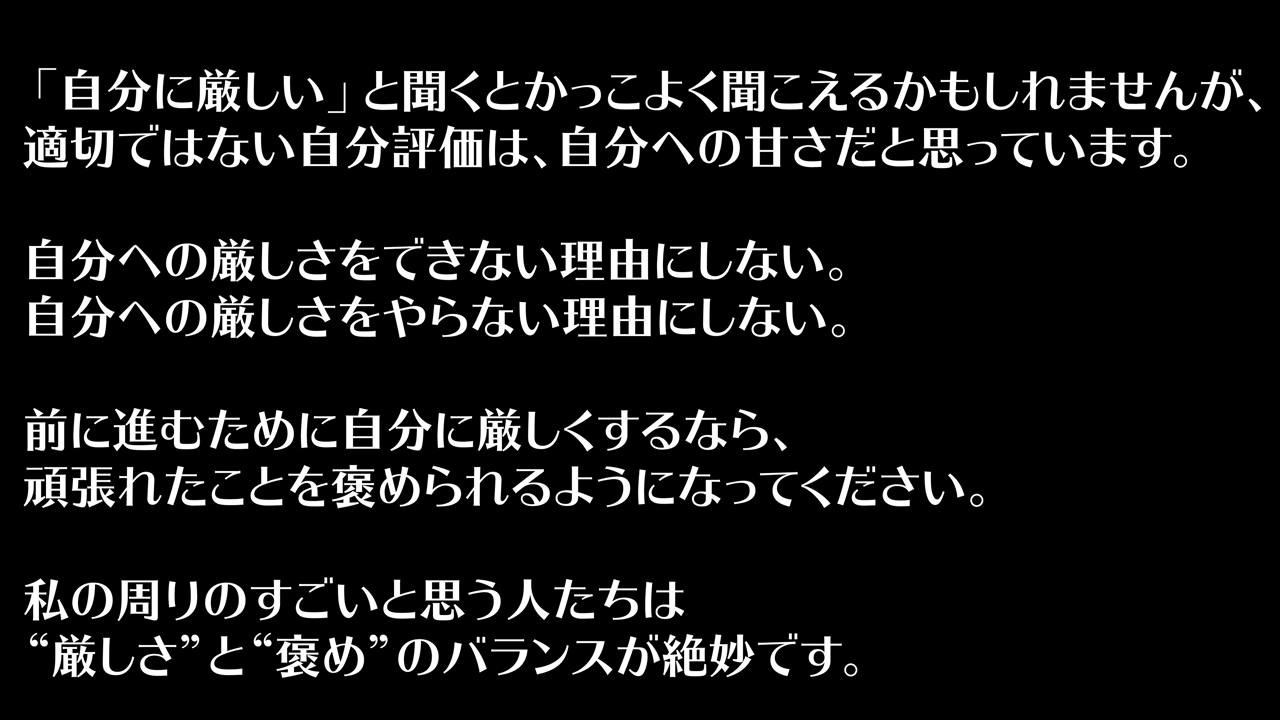 「自分に厳しい」と聞くとかっこよく聞こえるかもしれませんが、
適切ではない自分評価は、自分への甘さだと思っています。
自分への厳しさをできない理由にしない。
自分への厳しさをやらない理由にしない。
前に進むために自分に厳しくするなら、
頑張れたことを褒められるようになってください。
私の周りのすごいと思う人たちは
“厳しさ”と“褒め”のバランスが絶妙です。